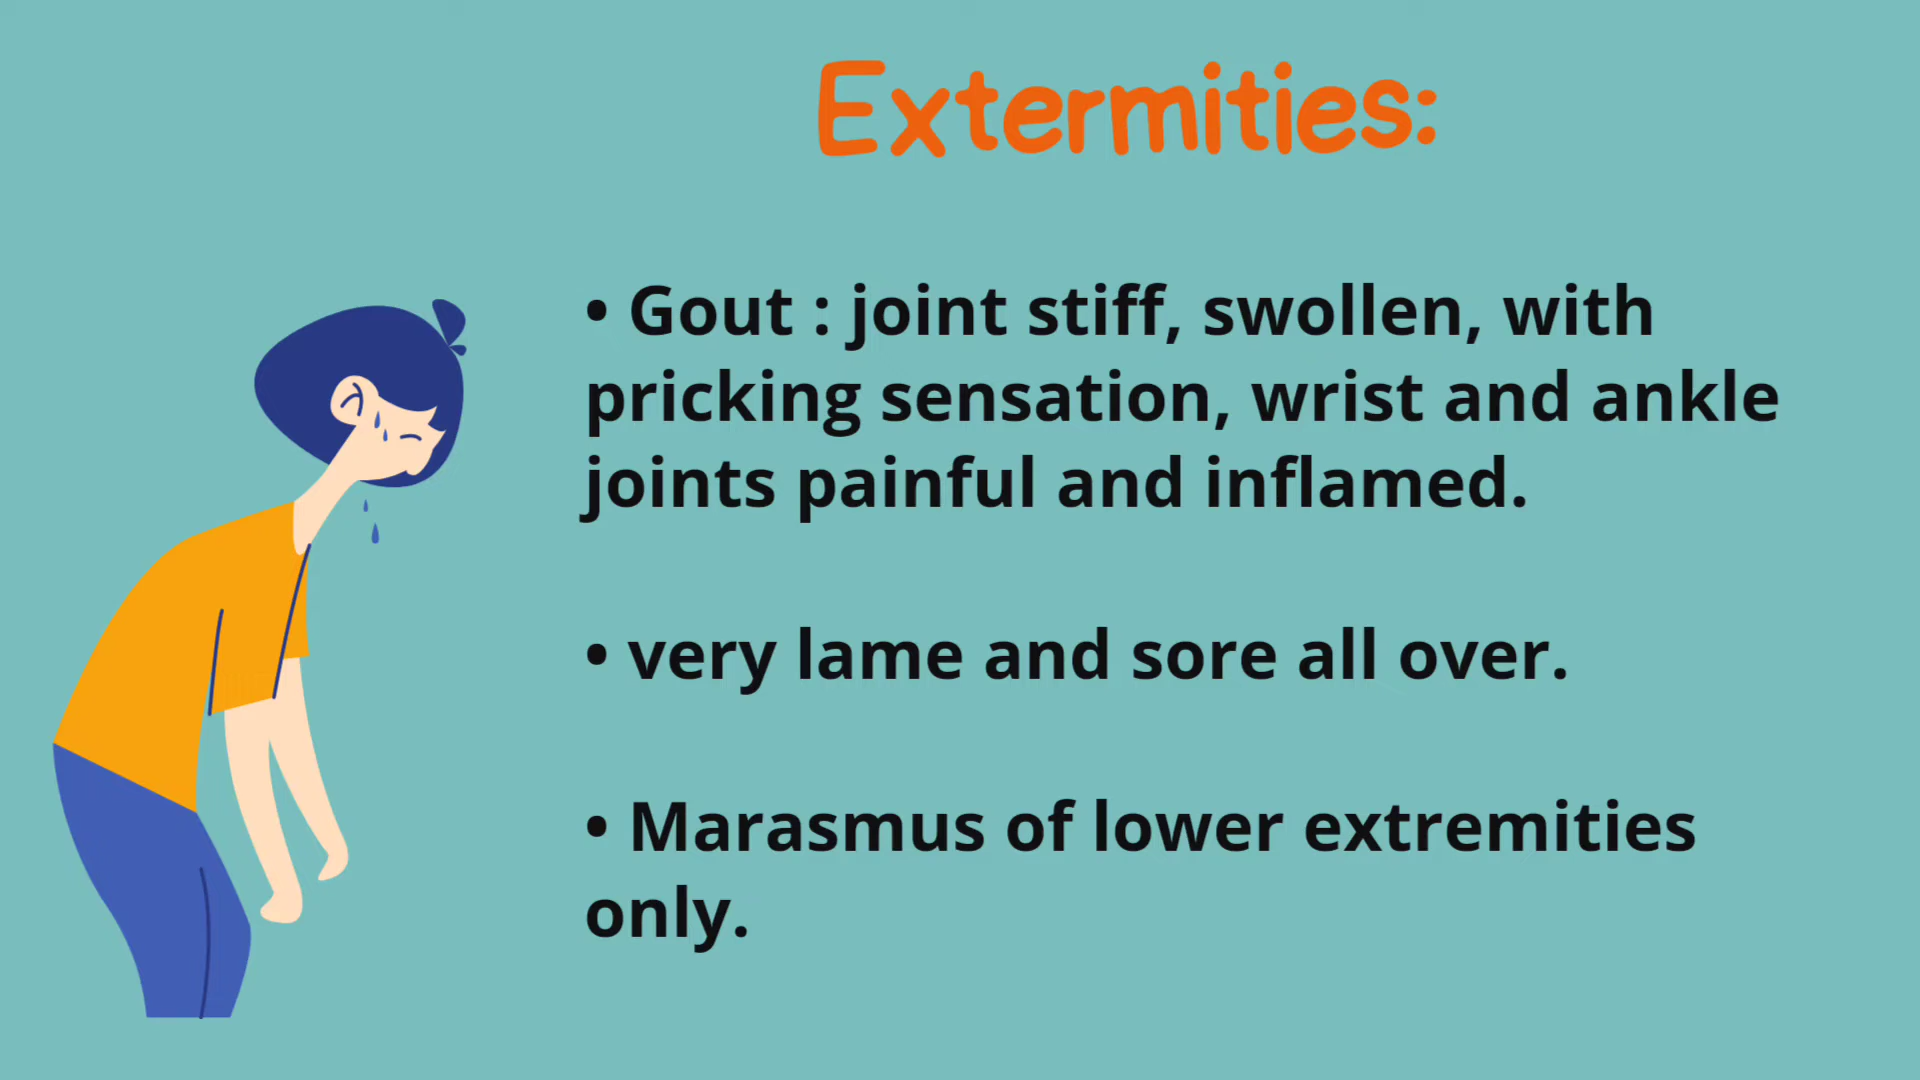 Extermities:
• Gout : joint stiff, swollen, with
pricking sensation, wrist and ankle
joints painful and inflamed.
• very lame and sore all over.
• Marasmus of lower extremities
only.